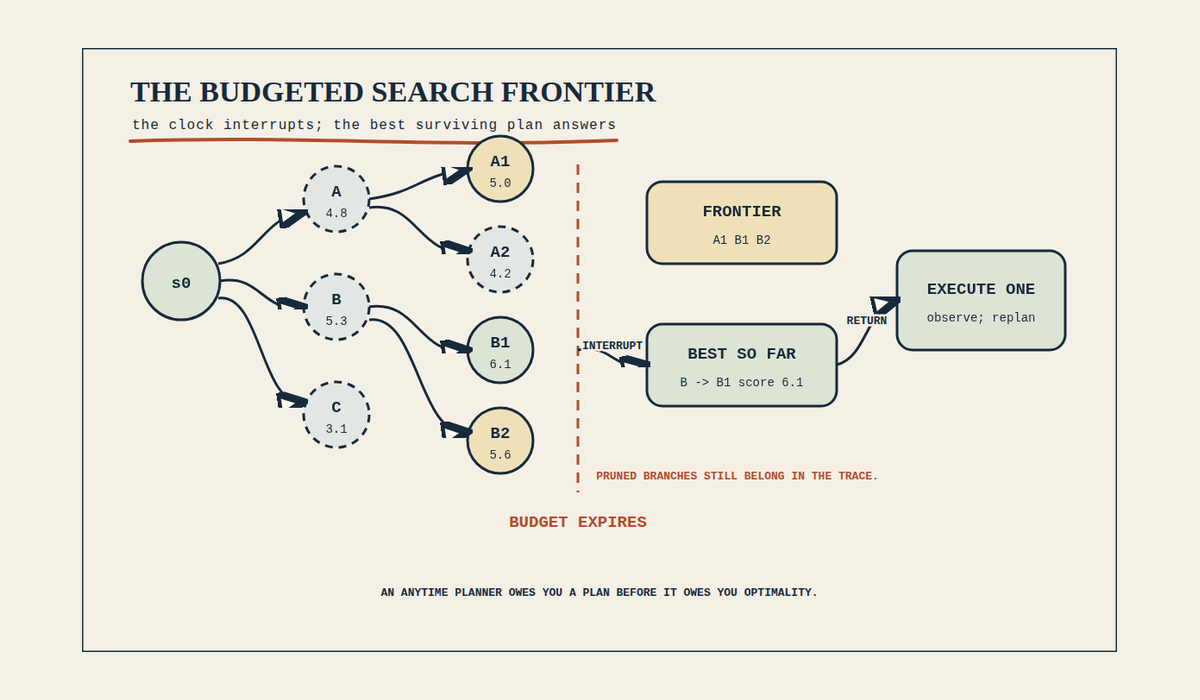 THE BUDGETED SEARCH FRONTIER
the clock interrupts; the best surviving plan answers
s0
A
4.8
B
5.3
C
3.1
A1
5.0
A2
4.2
B1
6.1
B2
5.6
INTERRUPT
FRONTIER
A1 B1 B2
BEST SO FAR
B -> B1 score 6.1
RETURN
EXECUTE ONE
observe; replan
PRUNED BRANCHES STILL BELONG IN THE TRACE.
BUDGET EXPIRES
AN ANYTIME PLANNER OWES YOU A PLAN BEFORE IT OWES YOU OPTIMALITY.